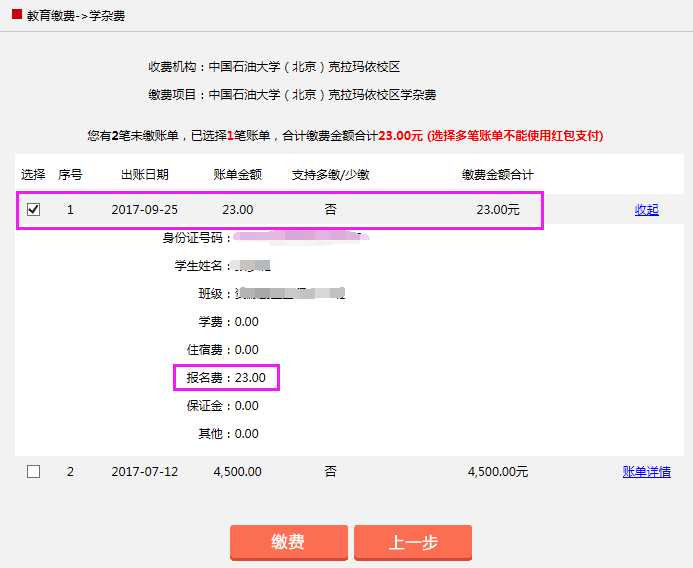 教育缴费->学杂费
收费机构：中国石油大学（北京）克拉玛依校区
缴费项目：中国石油大学（北京）克拉玛依校区学杂费
您有2笔未缴账单，已选择1笔账单，合计缴费金额合计23.00元 (选择多笔账单不能使用红包支付)
选择 序号 出账日期 账单金额 支持多缴/少缴 缴费金额合计
1 2017-09-25 23.00 否 23.00元 收起
身份证号码：
学生姓名：
班级：
学费：0.00
住宿费：0.00
报名费：23.00
保证金：0.00
其他：0.00
2 2017-07-12 4,500.00 否 4,500.00元 账单详情
缴费 上一步